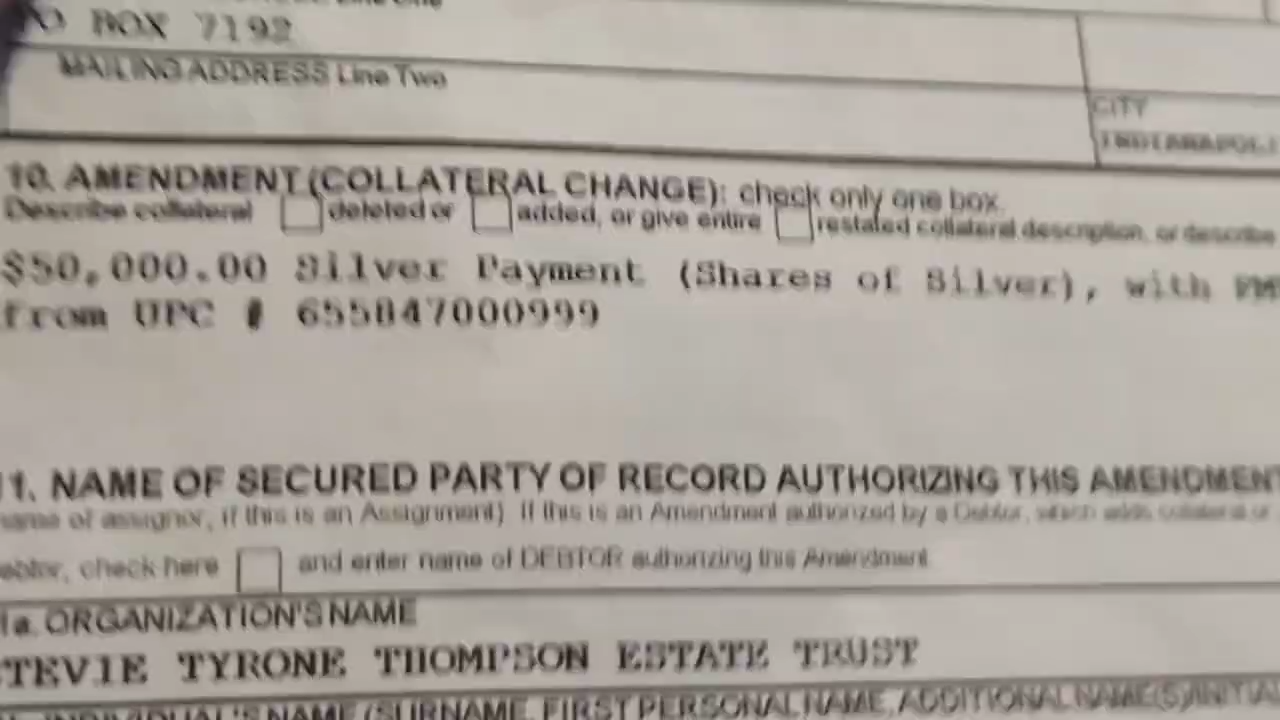 BOX 7192
MAILING ADDRESS Line Two
CITY
10. AMENDMENT (COLLATERAL CHANGE): check only one box.
Describe collateral deleted or added, or give entire restated collateral description, or describe
$50,000.00 Silver Payment (Shares of Silver), with
from UPC # 655847000999
11. NAME OF SECURED PARTY OF RECORD AUTHORIZING THIS AMENDMENT
name of assignor, if this is an Assignment). If this is an Amendment authorized by a Debtor, which adds collateral or
ebtor, check here and enter name of DEBTOR authorizing this Amendment
1a. ORGANIZATION'S NAME
TEVIE TYRONE THOMPSON ESTATE TRUST
INDIVIDUAL'S NAME (SURNAME, FIRST PERSONAL NAME, ADDITIONAL NAME(S)/INITIA